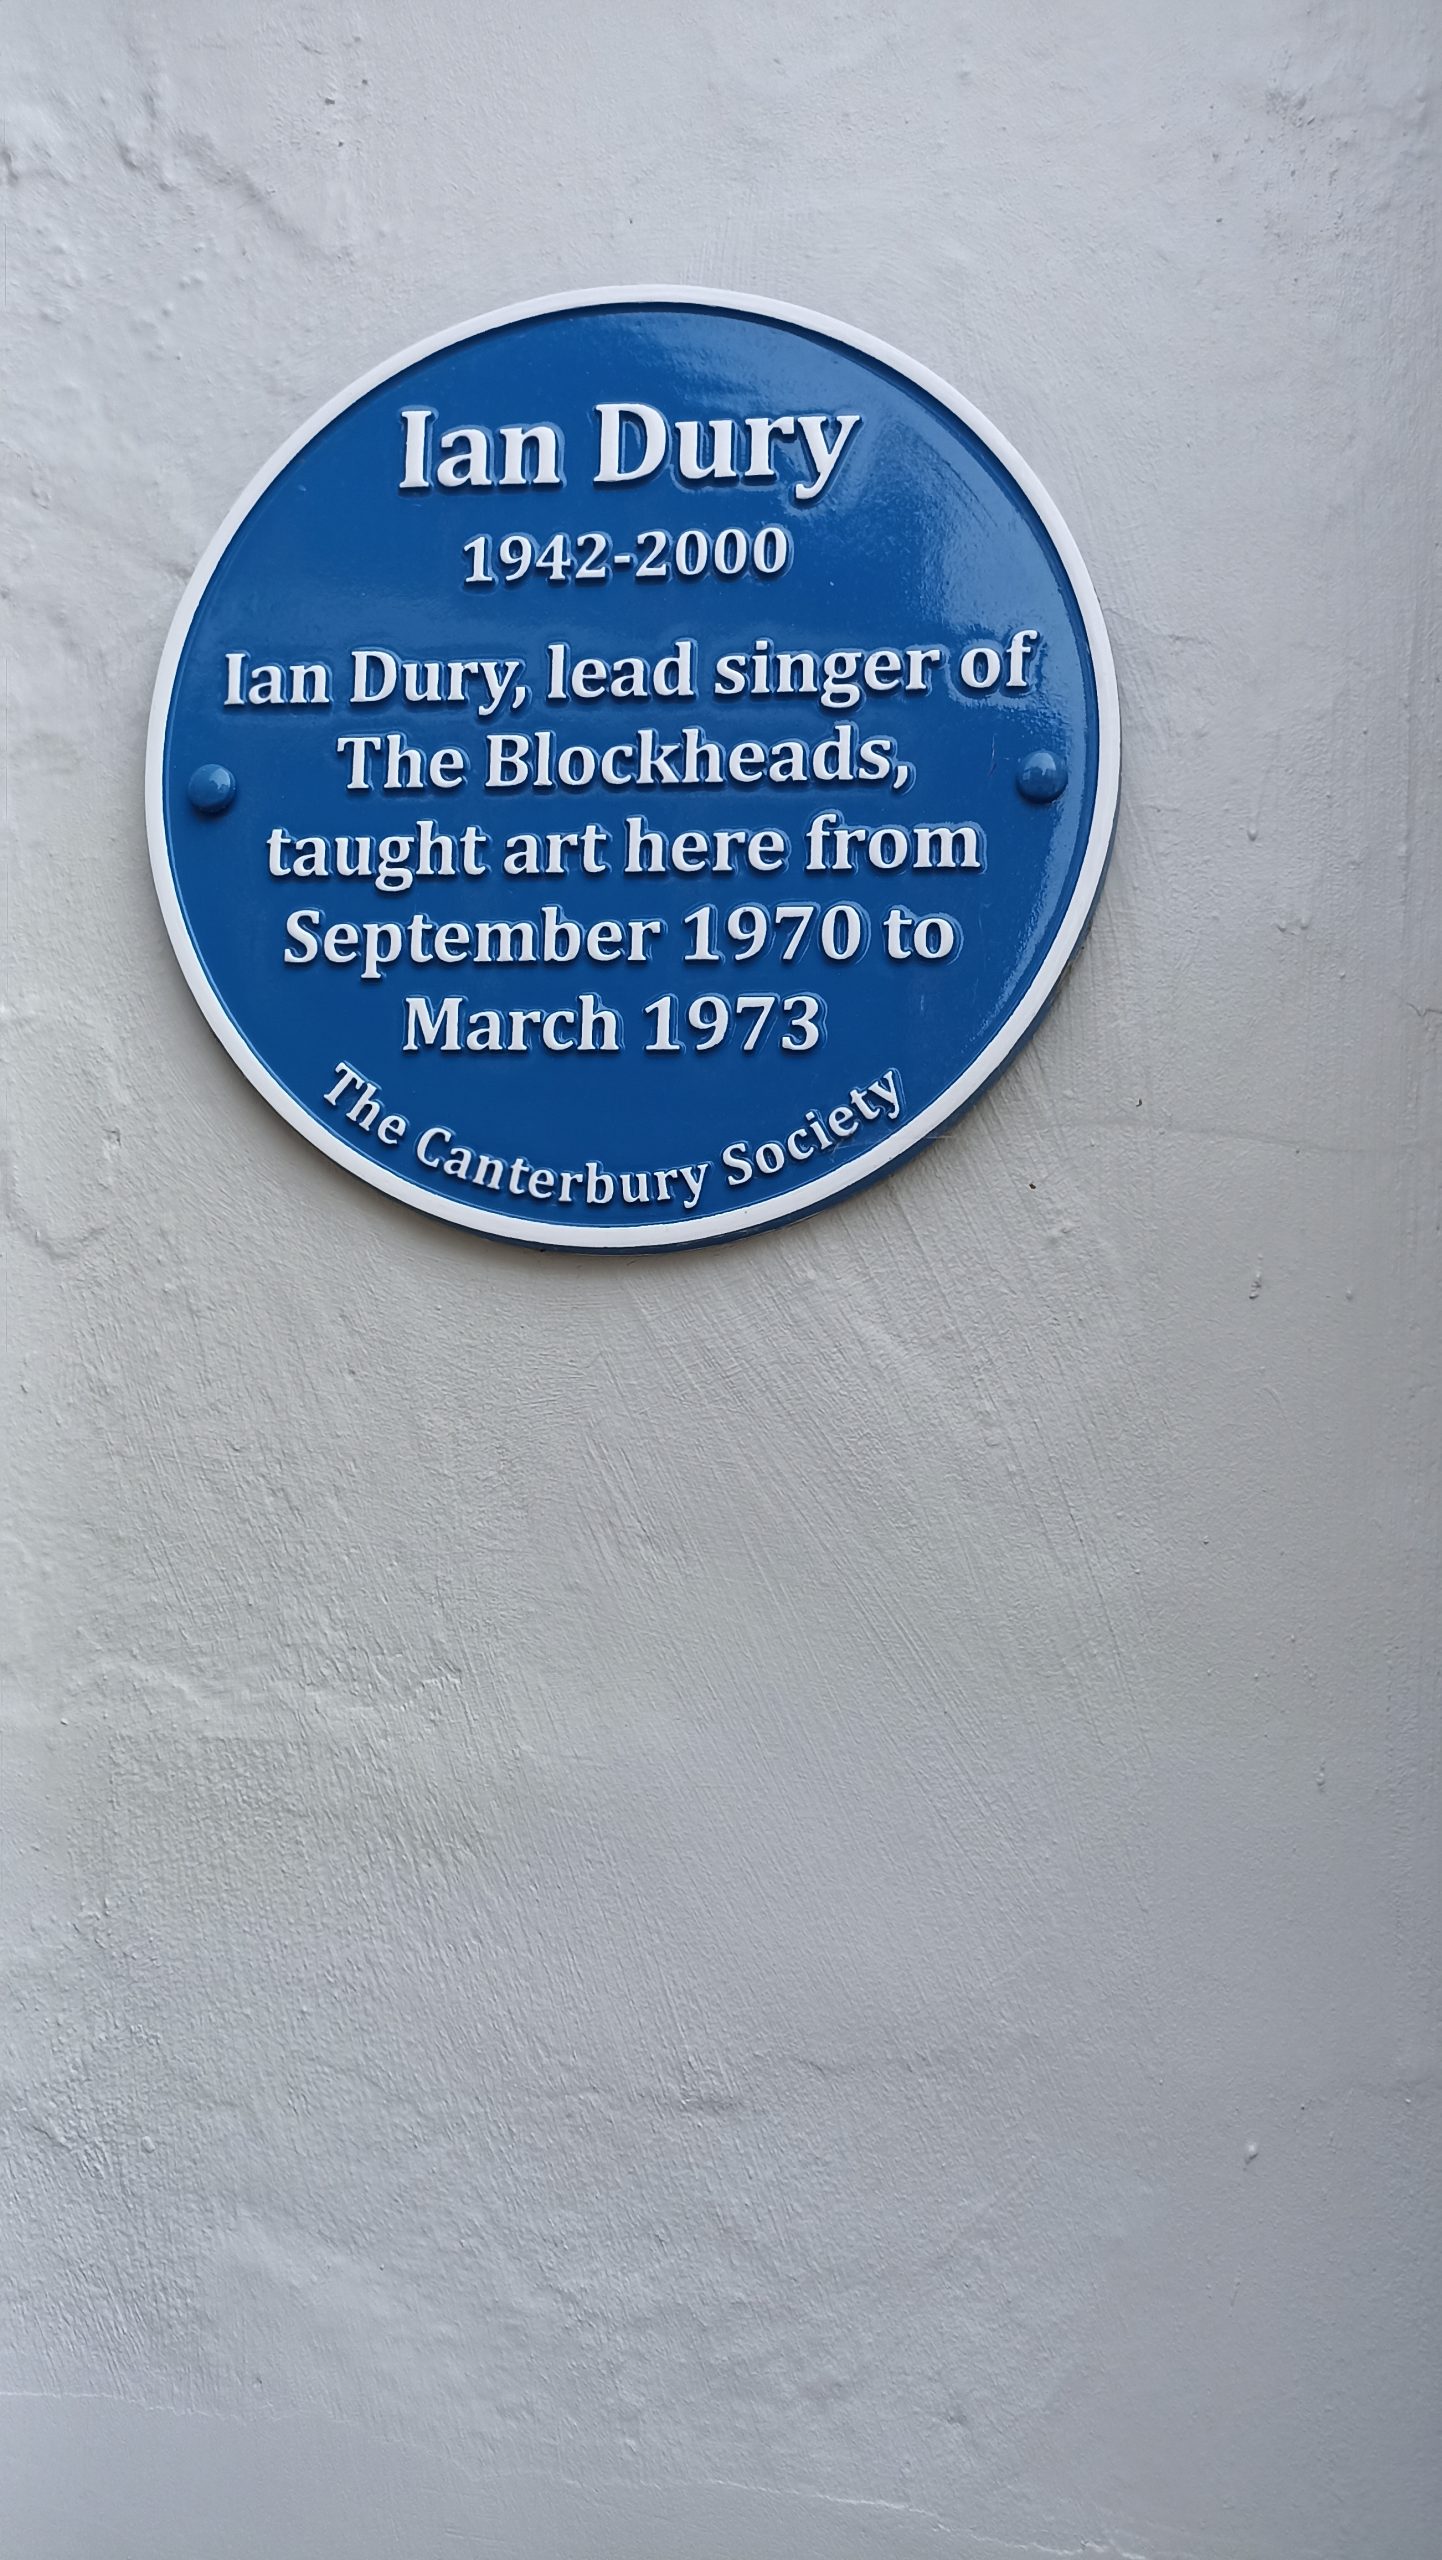 Ian Dury
1942-2000
Ian Dury, lead singer of
The Blockheads,
taught art here from
September 1970 to
March 1973
The Canterbury Society